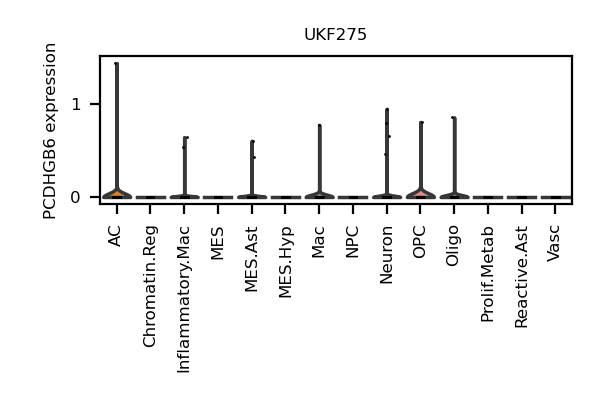 UKF275
PCDHGB6 expression
1
0
AC
Chromatin.Reg
Inflammatory.Mac
MES
MES.Ast
MES.Hyp
Mac
NPC
Neuron
OPC
Oligo
Prolif.Metab
Reactive.Ast
Vasc